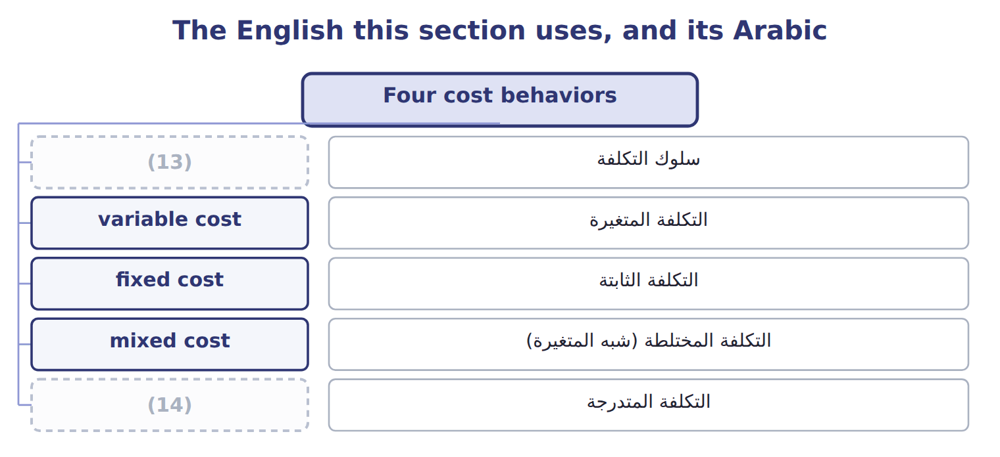 The English this section uses, and its Arabic
Four cost behaviors
(13)
سلوك التكلفة
variable cost
التكلفة المتغيرة
fixed cost
التكلفة الثابتة
mixed cost
التكلفة المختلطة (شبه المتغيرة)
(14)
التكلفة المتدرجة